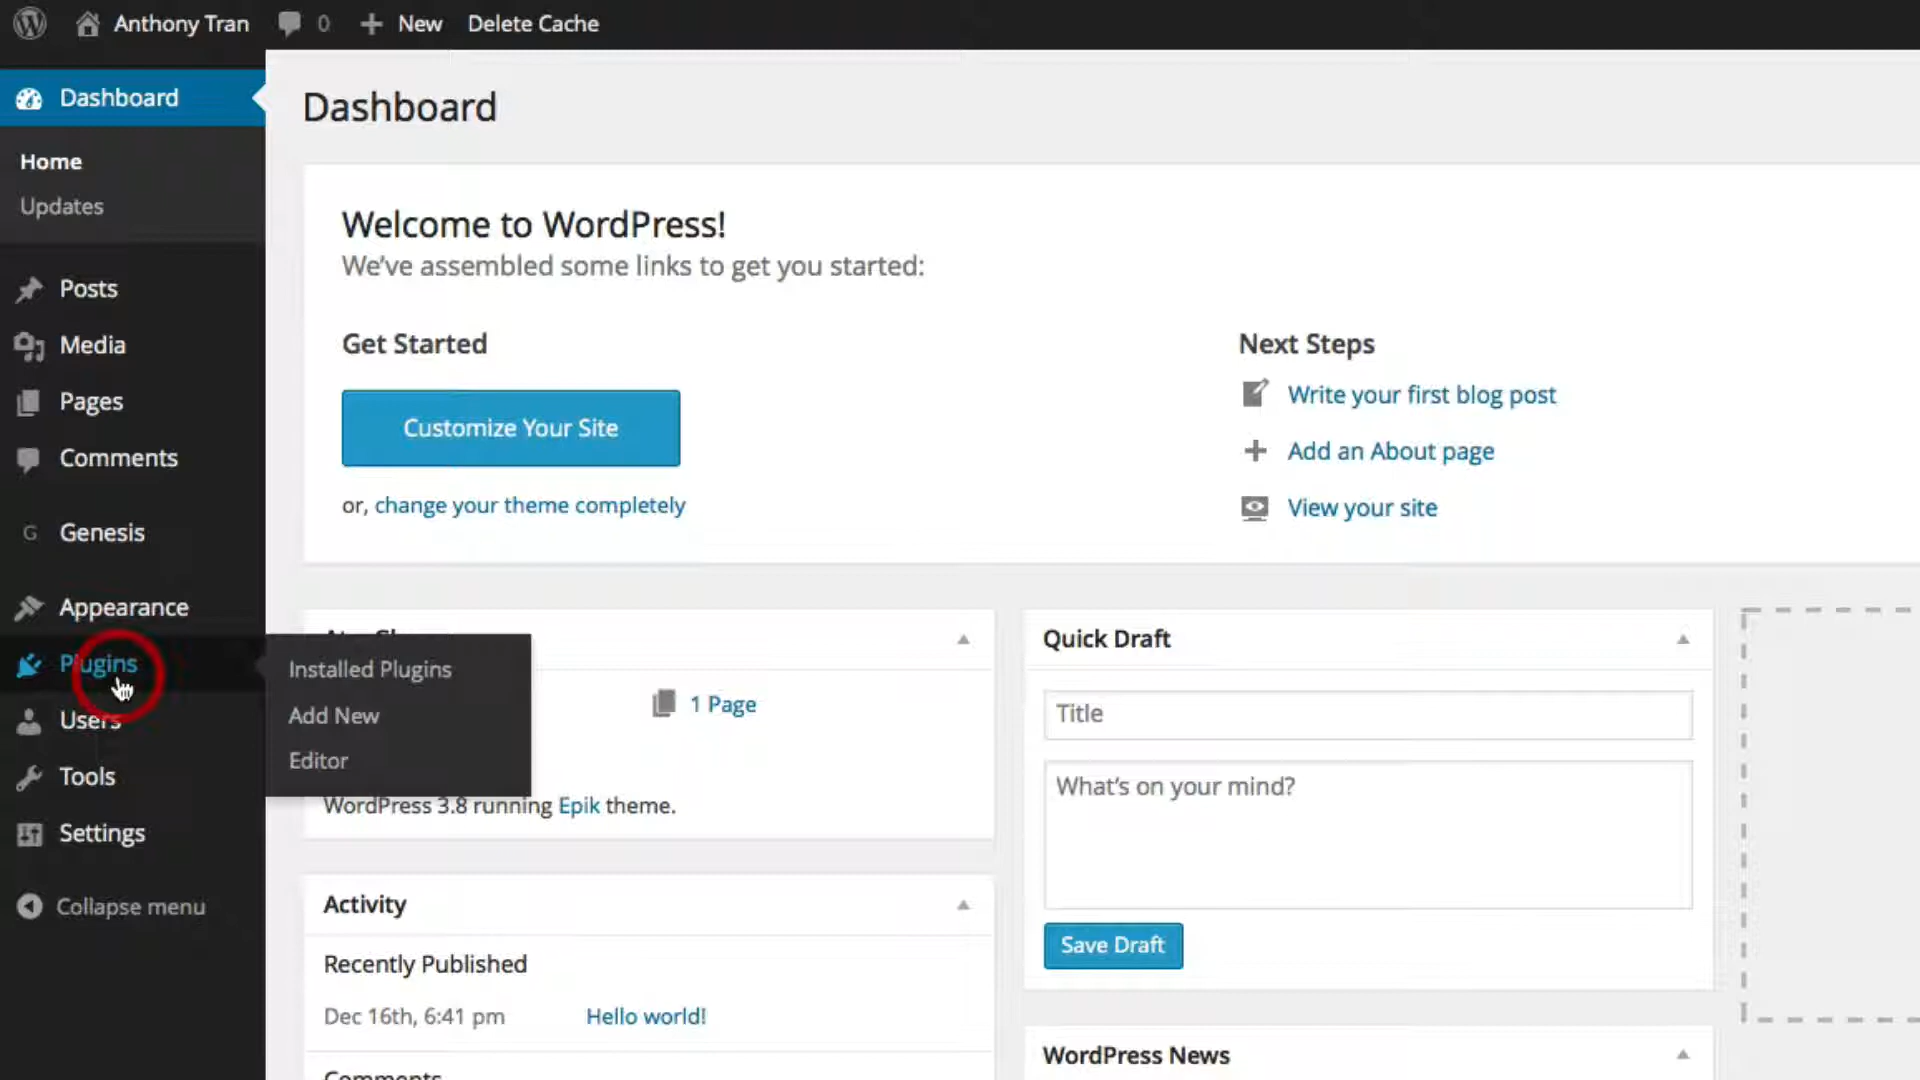 Anthony Tran 0 New Delete Cache
Dashboard
Home
Updates
Posts
Media
Pages
Comments
G Genesis
Appearance
Plugins
Users
Tools
Settings
Collapse menu
Installed Plugins
Add New
Editor
Dashboard
Welcome to WordPress!
We've assembled some links to get you started:
Get Started
Customize Your Site
or, change your theme completely
Next Steps
Write your first blog post
Add an About page
View your site
1 Page
WordPress 3.8 running Epik theme.
Activity
Recently Published
Dec 16th, 6:41 pm Hello world!
Comments
Quick Draft
Title
What's on your mind?
Save Draft
WordPress News